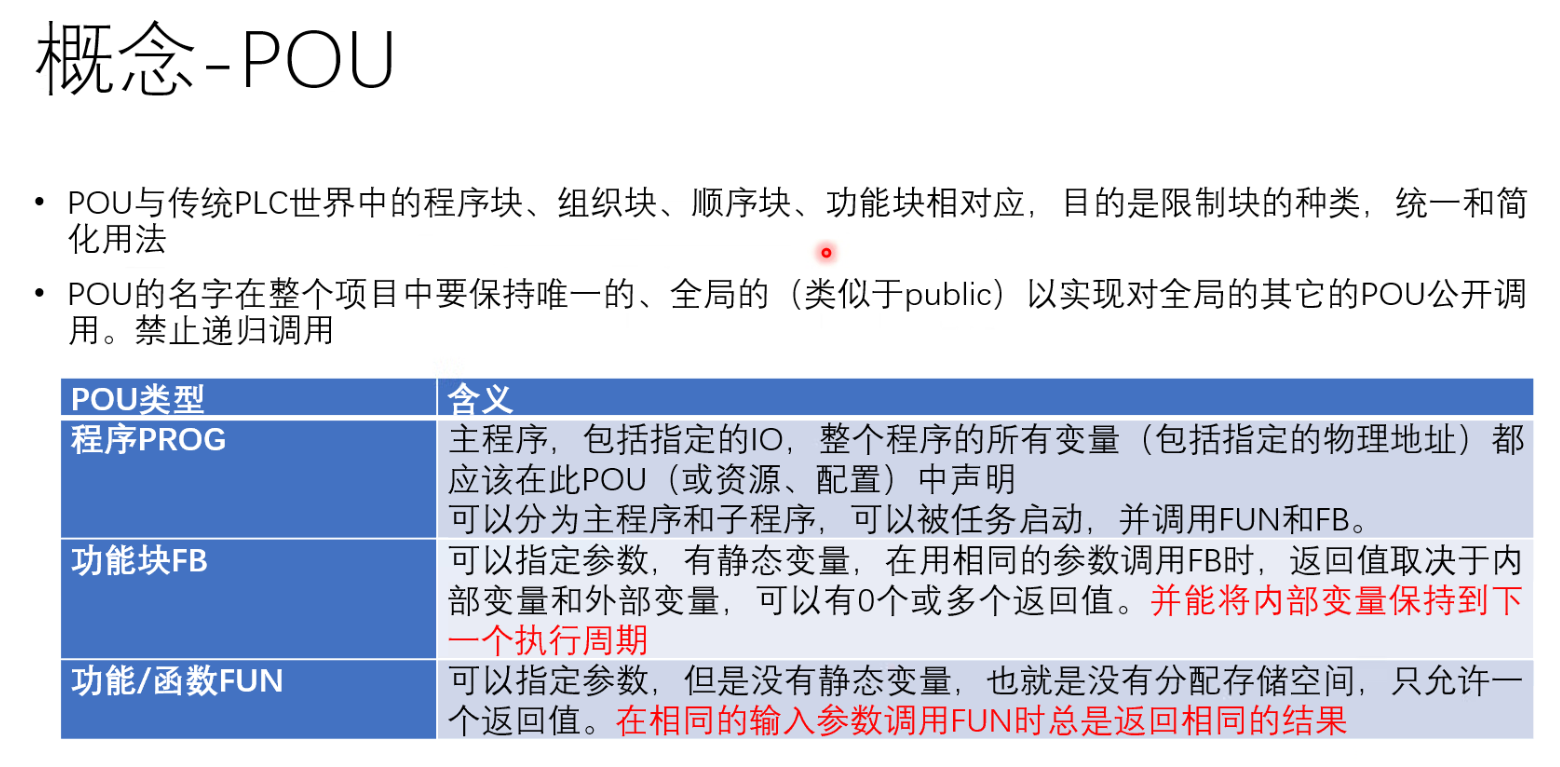 概念-POU
• POU与传统PLC世界中的程序块、组织块、顺序块、功能块相对应，目的是限制块的种类，统一和简
化用法
• POU的名字在整个项目中要保持唯一的、全局的（类似于public）以实现对全局的其它的POU公开调
用。禁止递归调用
POU类型
含义
程序PROG
主程序，包括指定的IO，整个程序的所有变量（包括指定的物理地址）都
应该在此POU（或资源、配置）中声明
可以分为主程序和子程序，可以被任务启动，并调用FUN和FB。
功能块FB
可以指定参数，有静态变量，在用相同的参数调用FB时，返回值取决于内
部变量和外部变量，可以有0个或多个返回值。并能将内部变量保持到下
一个执行周期
功能/函数FUN
可以指定参数，但是没有静态变量，也就是没有分配存储空间，只允许一
个返回值。在相同的输入参数调用FUN时总是返回相同的结果